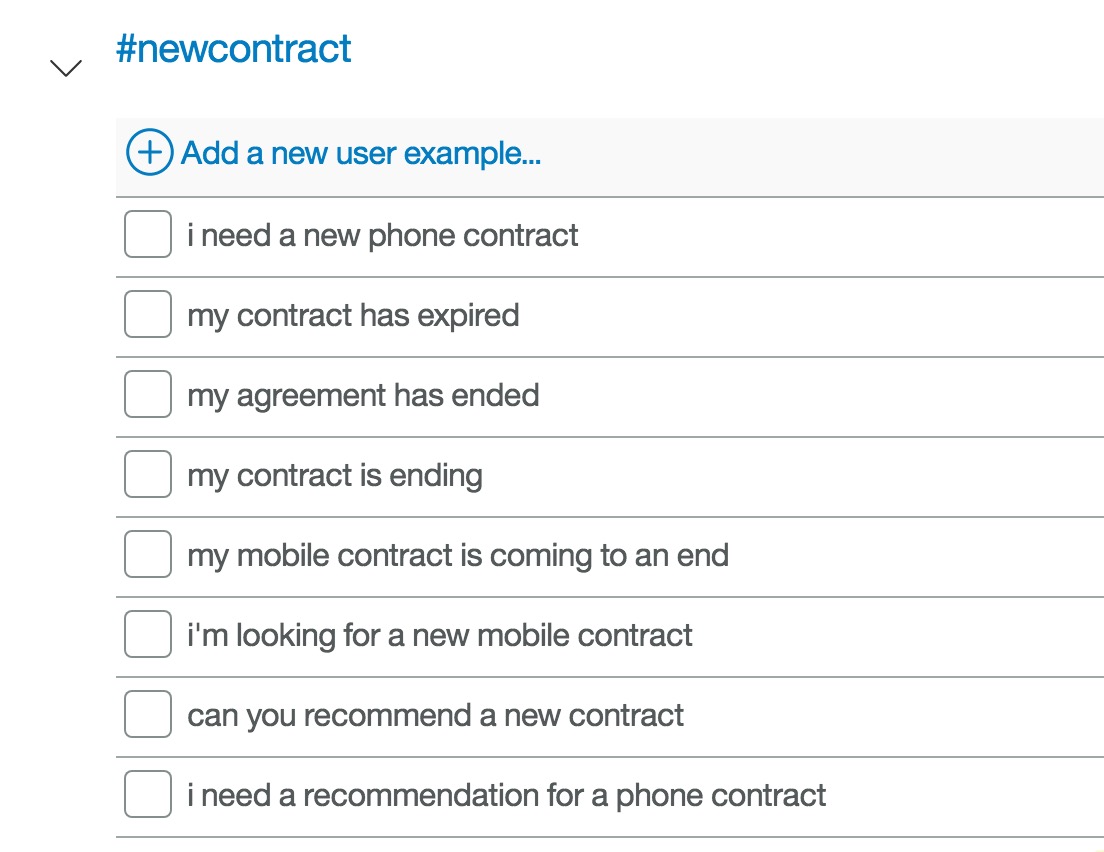 #newcontract
Add a new user example...
i need a new phone contract
my contract has expired
my agreement has ended
my contract is ending
my mobile contract is coming to an end
i'm looking for a new mobile contract
can you recommend a new contract
i need a recommendation for a phone contract